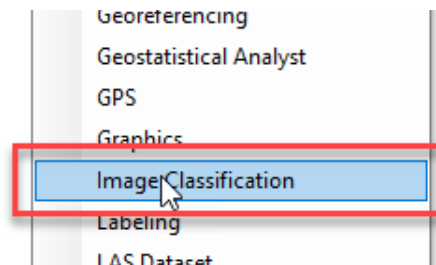 Georeferencing
Geostatistical Analyst
GPS
Graphics
Image Classification
Labeling
LAS Dataset